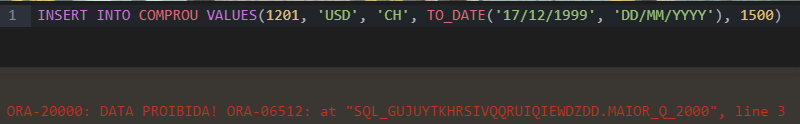 1 INSERT INTO COMPROU VALUES(1201, 'USD', 'CH', TO_DATE('17/12/1999', 'DD/MM/YYYY'), 1500)
ORA-20000: DATA PROIBIDA! ORA-06512: at "SQL_GUJUYTKHRSIVQQRUIQIEWDZDD.MAIOR_Q_2000", line 3